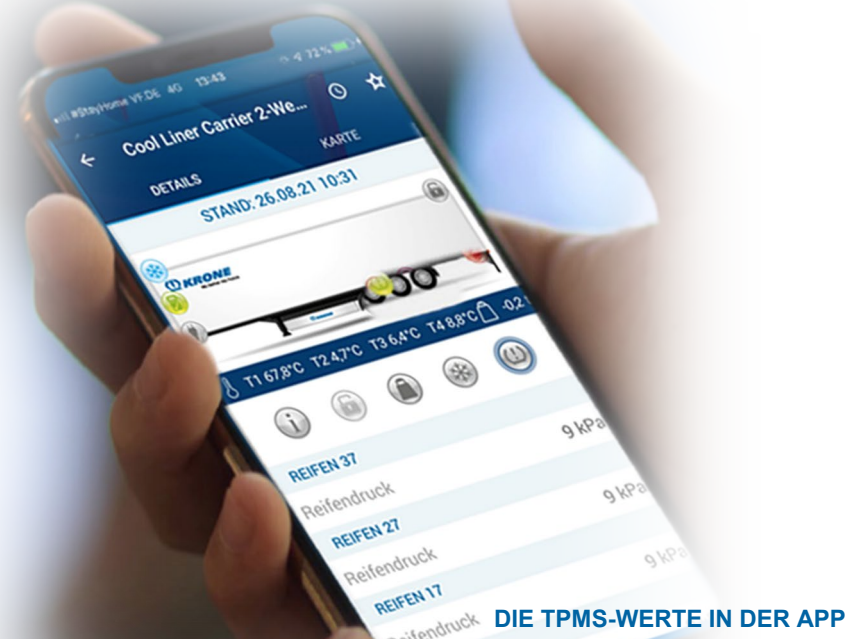 #StayHome VF.DE 4G 13:43 72%
Cool Liner Carrier 2-We...
DETAILS KARTE
STAND: 26.08.21 10:31
KRONE
T1 67,8°C T2 4,7°C T3 6,4°C T4 8,8°C -0,2
REIFEN 37
Reifendruck 9 kPa
REIFEN 27
Reifendruck 9 kPa
REIFEN 17
Reifendruck 9 kPa
DIE TPMS-WERTE IN DER APP